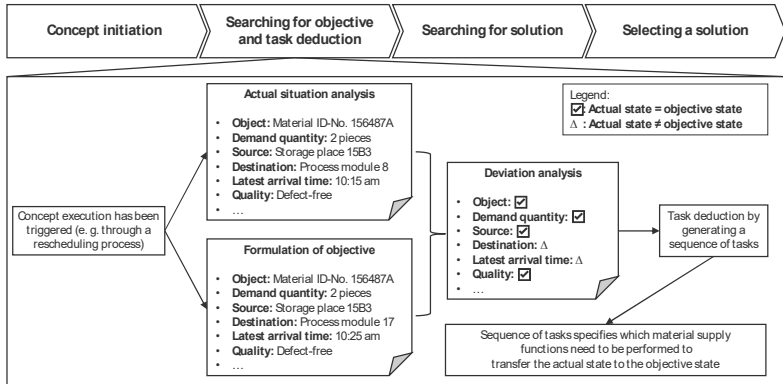 Concept initiation
Searching for objective
and task deduction
Searching for solution
Selecting a solution
Actual situation analysis
• Object: Material ID-No. 156487A
• Demand quantity: 2 pieces
• Source: Storage place 15B3
• Destination: Process module 8
• Latest arrival time: 10:15 am
• Quality: Defect-free
• ...
Legend:
☑: Actual state = objective state
Δ : Actual state ≠ objective state
Concept execution has been
triggered (e. g. through a
rescheduling process)
Formulation of objective
• Object: Material ID-No. 156487A
• Demand quantity: 2 pieces
• Source: Storage place 15B3
• Destination: Process module 17
• Latest arrival time: 10:25 am
• Quality: Defect-free
• ...
Deviation analysis
• Object: ☑
• Demand quantity: ☑
• Source: ☑
• Destination: Δ
• Latest arrival time: Δ
• Quality: ☑
• ...
Task deduction by
generating a
sequence of tasks
Sequence of tasks specifies which material supply
functions need to be performed to
transfer the actual state to the objective state